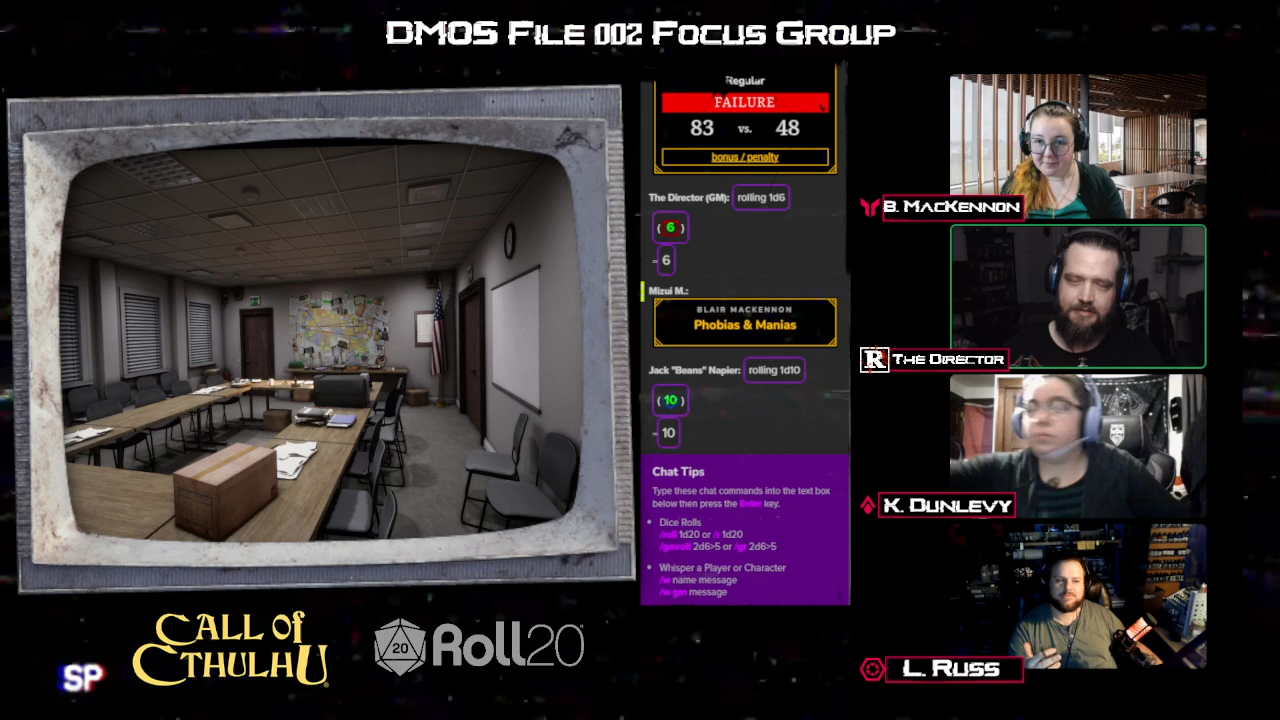 DMOS FILE 002 FOCUS GROUP
Regular
FAILURE
83 vs. 48
bonus / penalty
The Director (GM): rolling 1d6
( 6 )
=6
Mizui M.:
BLAIR MACKENNON
Phobias & Manias
Jack "Beans" Napier: rolling 1d10
( 10 )
=10
Chat Tips
Type these chat commands into the text box
below then press the Enter key.
Dice Rolls
/roll 1d20 or /r 1d20
/gmroll 2d6>5 or /gr 2d6>5
Whisper a Player or Character
/w name message
/w gm message
B. MACKENNON
R THE DIRECTOR
K. DUNLEVY
L. RUSS
SP
CALL of
CTHULHU
20 Roll20